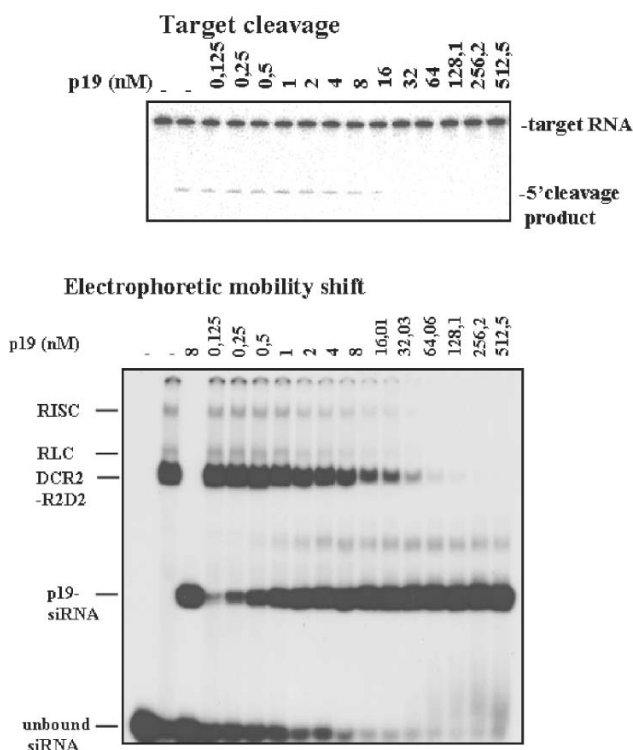 Target cleavage
p19 (nM)
-
-
0,125
0,25
0,5
1
2
4
8
16
32
64
128,1
256,2
512,5
-target RNA
-5'cleavage
product
Electrophoretic mobility shift
p19 (nM)
-
-
8
0,125
0,25
0,5
1
2
4
8
16,01
32,03
64,06
128,1
256,2
512,5
RISC
RLC
DCR2
-R2D2
p19-
siRNA
unbound
siRNA